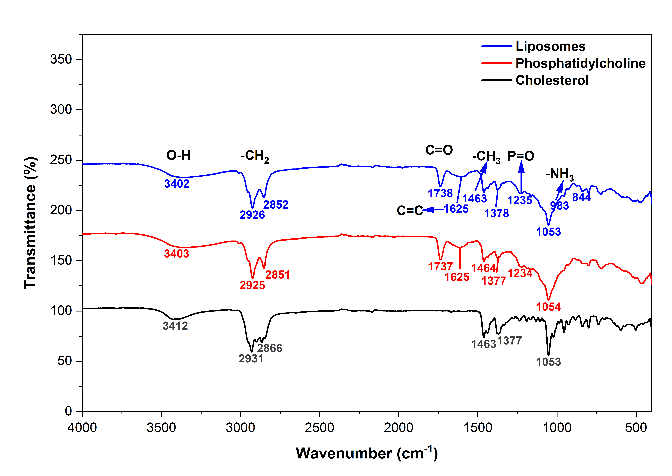 350
300
250
200
150
100
50
0
Transmittance (%)
Liposomes
Phosphatidylcholine
Cholesterol
O-H
-CH₂
C=O
-CH₃
P=O
-NH₃
C=C
3402
2926
2852
1738
1625
1463
1378
1235
1053
983
844
3403
2925
2851
1737
1625
1464
1377
1234
1054
3412
2931
2866
1463
1377
1053
4000 3500 3000 2500 2000 1500 1000 500
Wavenumber (cm⁻¹)